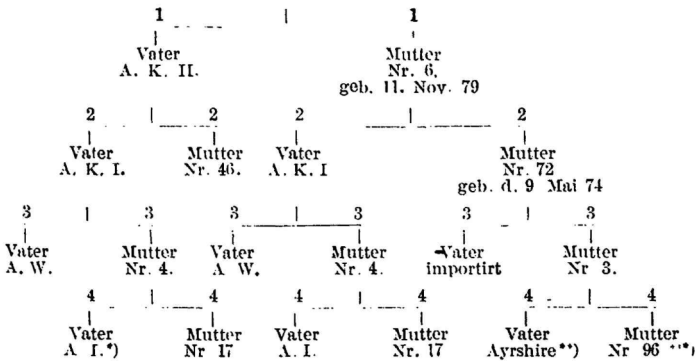 1 1
Vater Mutter
A. K. II. Nr. 6.
geb. 11. Nov. 79
2 2 2 2
Vater Mutter Vater Mutter
A. K. I. Nr. 46. A. K. I Nr. 72
geb. d. 9 Mai 74
3 3 3 3 3 3
Vater Mutter Vater Mutter Vater Mutter
A. W. Nr. 4. A W. Nr. 4. importirt Nr 3.
4 4 4 4 4 4
Vater Mutter Vater Mutter Vater Mutter
A I.*) Nr 17 A. I. Nr. 17 Ayrshire**) Nr 96 ***)